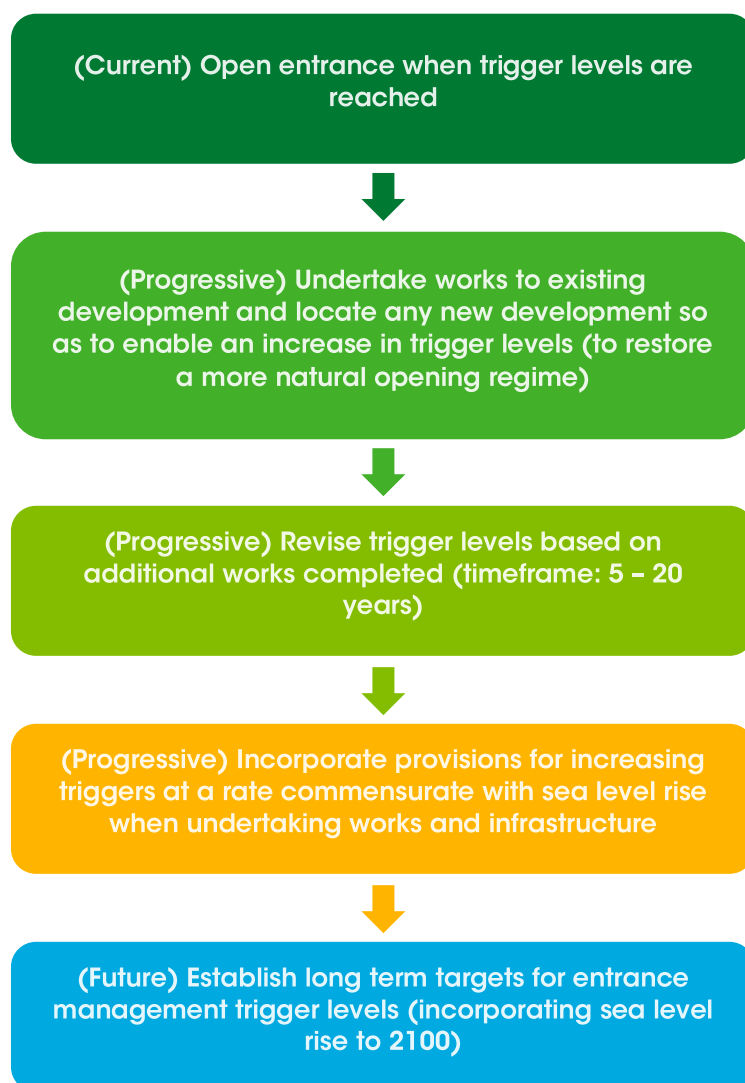 (Current) Open entrance when trigger levels are
reached
(Progressive) Undertake works to existing
development and locate any new development so
as to enable an increase in trigger levels (to restore
a more natural opening regime)
(Progressive) Revise trigger levels based on
additional works completed (timeframe: 5 – 20
years)
(Progressive) Incorporate provisions for increasing
triggers at a rate commensurate with sea level rise
when undertaking works and infrastructure
(Future) Establish long term targets for entrance
management trigger levels (incorporating sea level
rise to 2100)